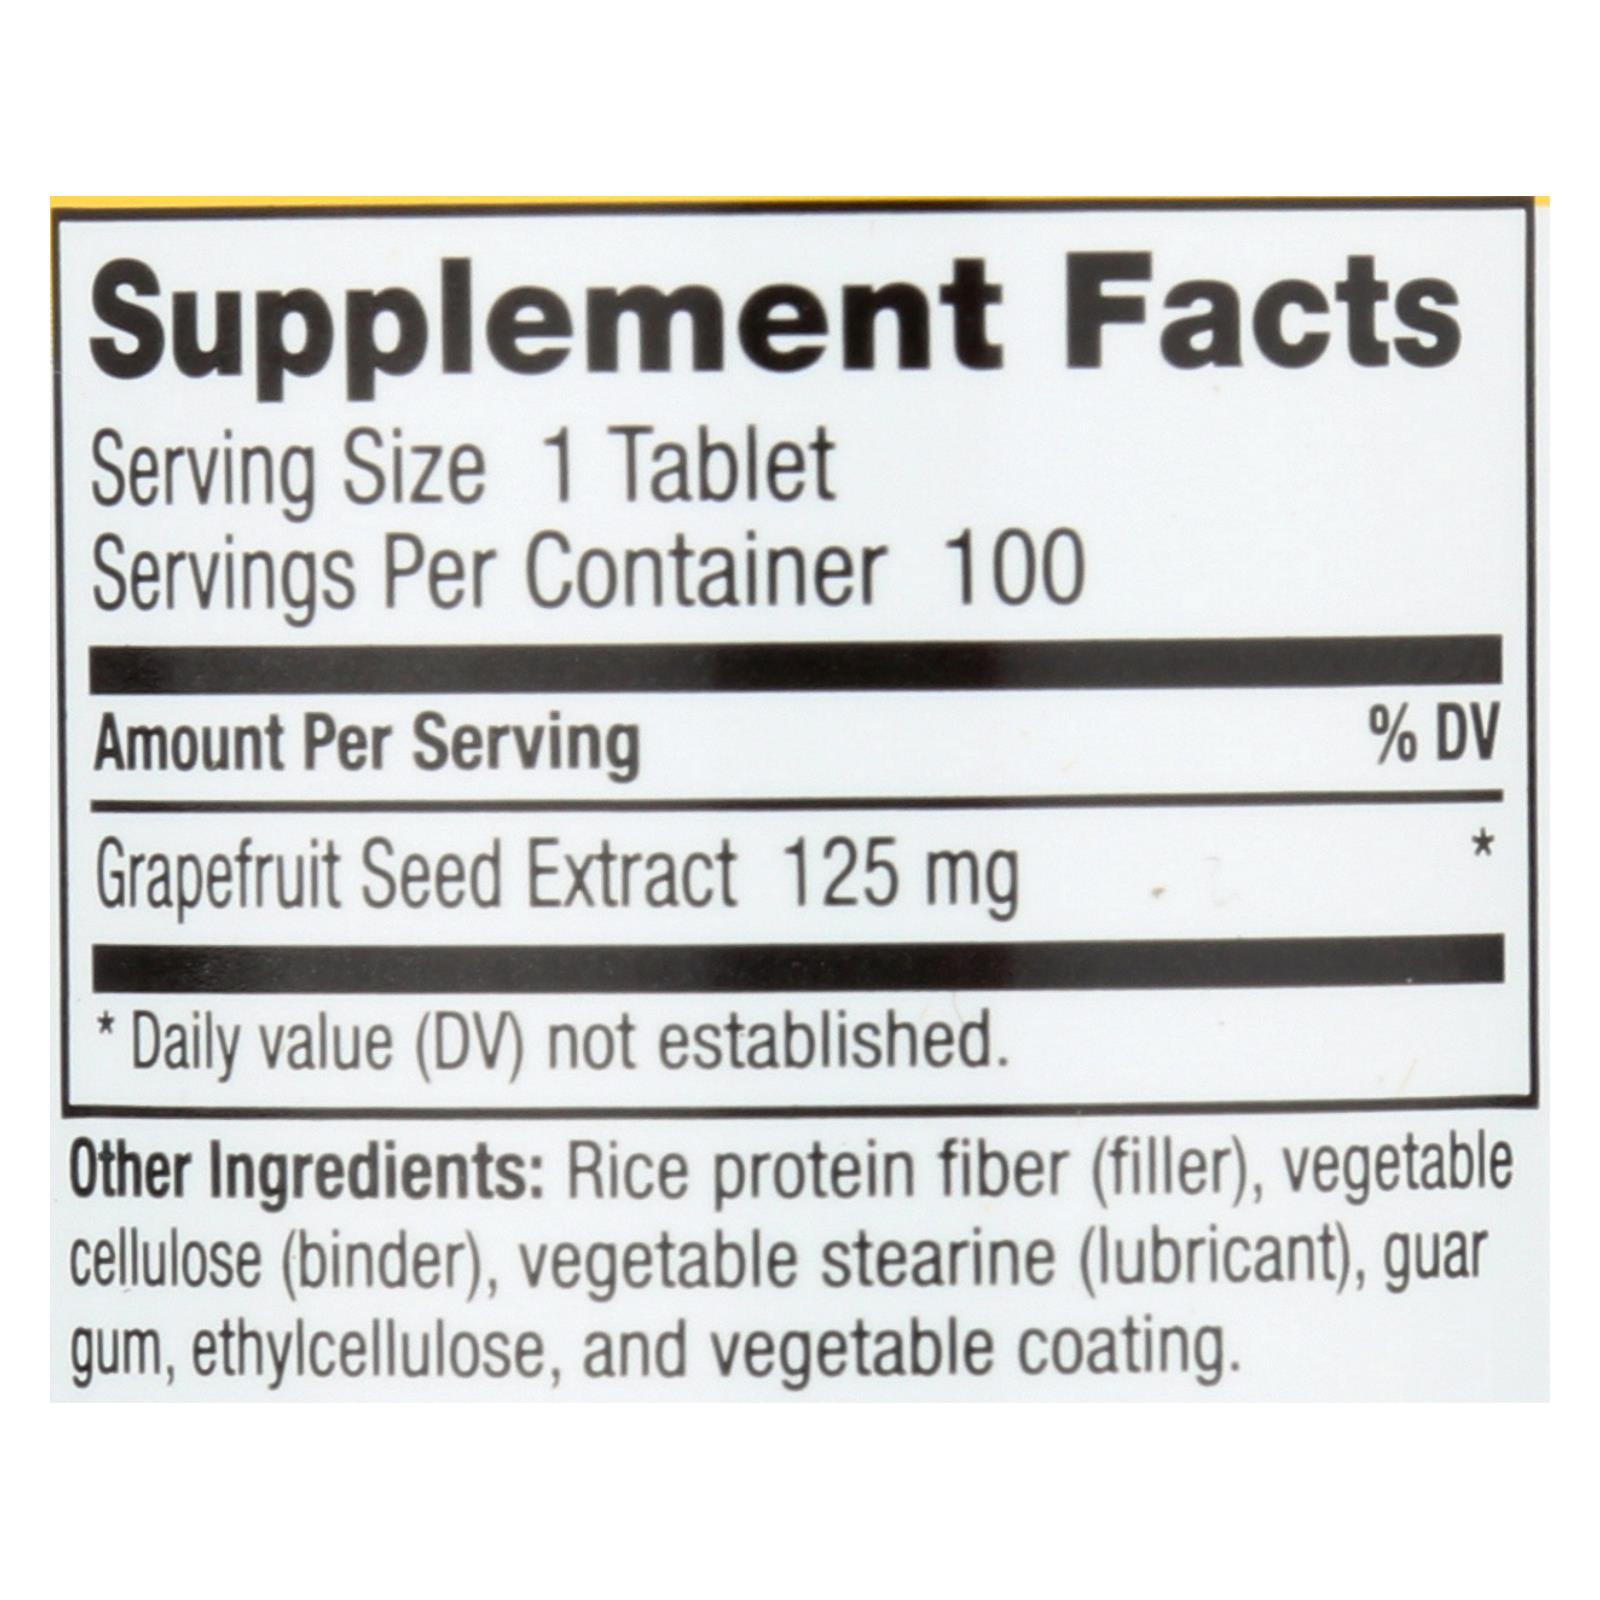 Supplement Facts
Serving Size 1 Tablet
Servings Per Container 100
Amount Per Serving % DV
Grapefruit Seed Extract 125 mg *
* Daily value (DV) not established.
Other Ingredients: Rice protein fiber (filler), vegetable
cellulose (binder), vegetable stearine (lubricant), guar
gum, ethylcellulose, and vegetable coating.